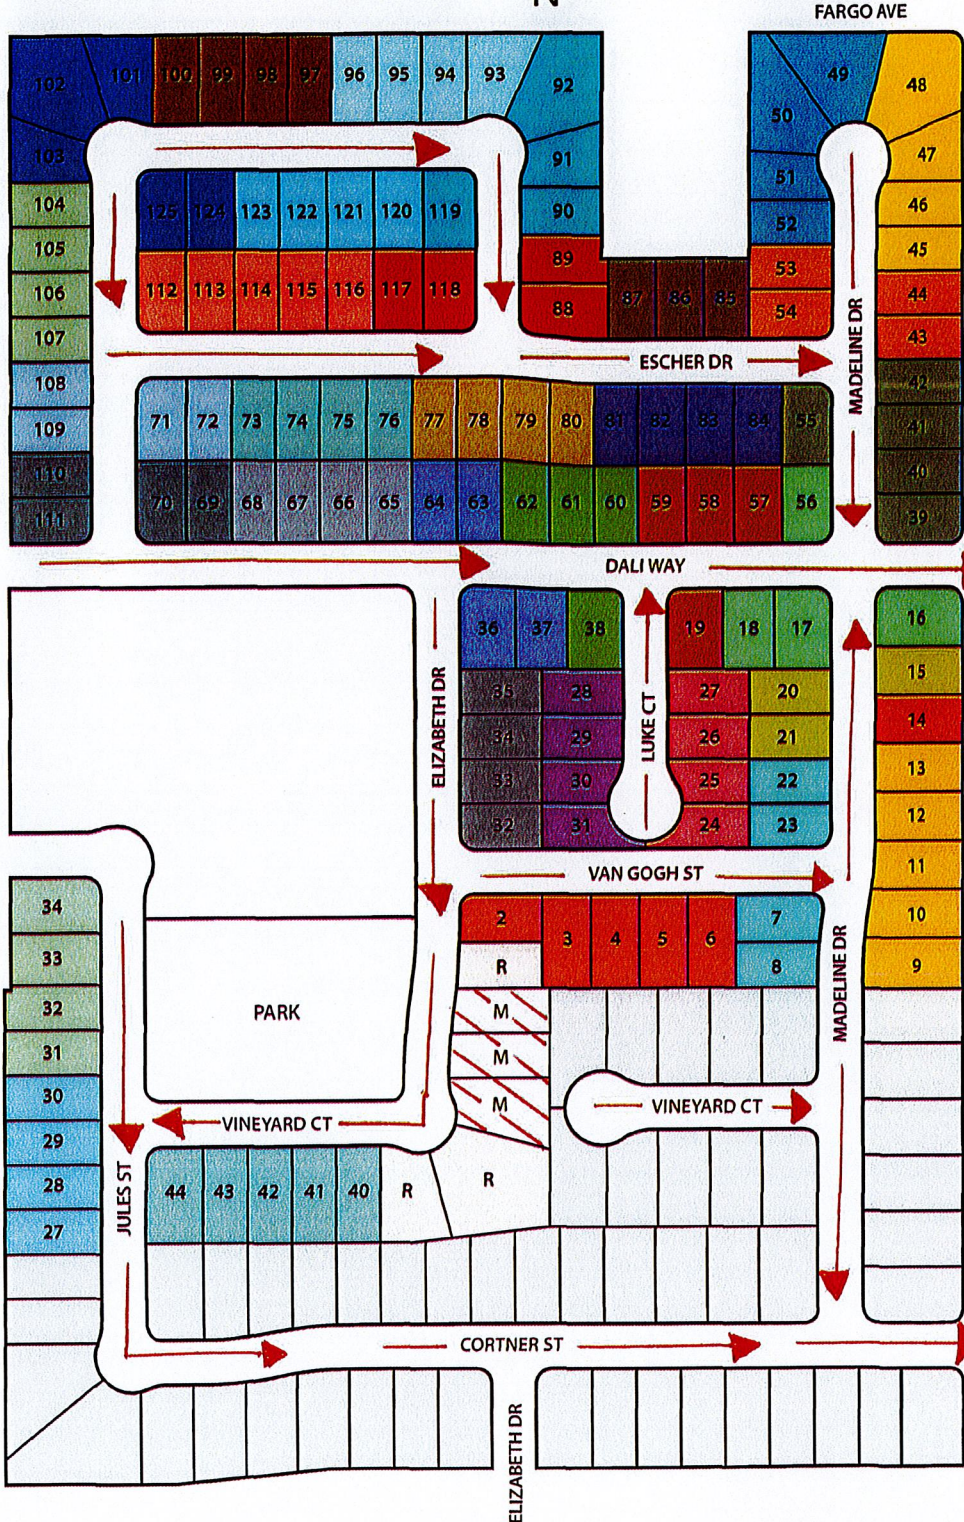 N
FARGO AVE
102 101 100 99 98 97 96 95 94 93 92
50 49 48
103
91
51
47
104
125 124 123 122 121 120 119
90
52
46
105
89
53
45
106
112 113 114 115 116 117 118
88
87 86 85
54
44
107
43
ESCHER DR
MADELINE DR
108
71 72 73 74 75 76 77 78 79 80 81 82 83 84 55
42
109
41
110
70 69 68 67 66 65 64 63 62 61 60 59 58 57 56
40
111
39
DALI WAY
36 37 38
19 18 17
16
ELIZABETH DR
LUKE CT
35 28
27 20
15
34 29
26 21
14
33 30
25 22
13
32 31
24 23
12
VAN GOGH ST
11
34
2
3 4 5 6
7
10
33
R
8
9
MADELINE DR
32
PARK
M
31
M
30
M
VINEYARD CT
VINEYARD CT
29
28
JULES ST
44 43 42 41 40 R
R
27
CORTNER ST
ELIZABETH DR